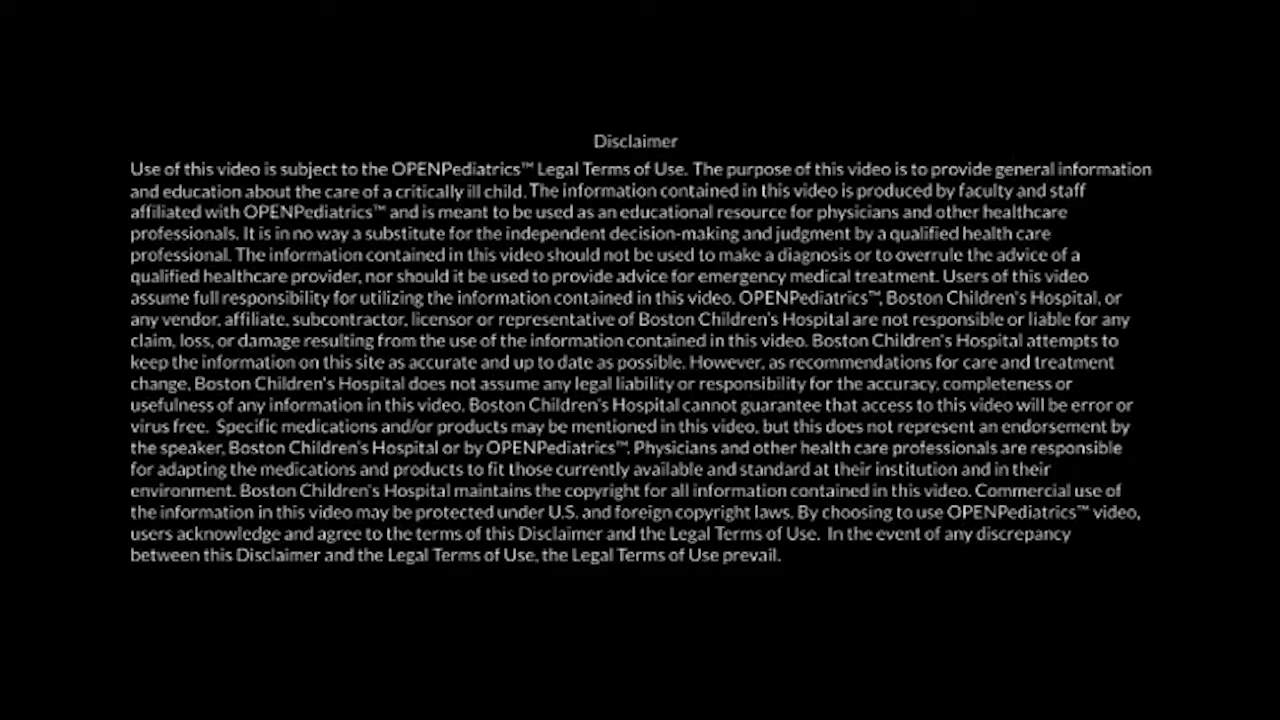 Disclaimer
Use of this video is subject to the OPENPediatrics™ Legal Terms of Use. The purpose of this video is to provide general information
and education about the care of a critically ill child. The information contained in this video is produced by faculty and staff
affiliated with OPENPediatrics™ and is meant to be used as an educational resource for physicians and other healthcare
professionals. It is in no way a substitute for the independent decision-making and judgment by a qualified health care
professional. The information contained in this video should not be used to make a diagnosis or to overrule the advice of a
qualified healthcare provider, nor should it be used to provide advice for emergency medical treatment. Users of this video
assume full responsibility for utilizing the information contained in this video. OPENPediatrics™, Boston Children's Hospital, or
any vendor, affiliate, subcontractor, licensor or representative of Boston Children's Hospital are not responsible or liable for any
claim, loss, or damage resulting from the use of the information contained in this video. Boston Children's Hospital attempts to
keep the information on this site as accurate and up to date as possible. However, as recommendations for care and treatment
change, Boston Children's Hospital does not assume any legal liability or responsibility for the accuracy, completeness or
usefulness of any information in this video. Boston Children's Hospital cannot guarantee that access to this video will be error or
virus free. Specific medications and/or products may be mentioned in this video, but this does not represent an endorsement by
the speaker, Boston Children's Hospital or by OPENPediatrics™. Physicians and other health care professionals are responsible
for adapting the medications and products to fit those currently available and standard at their institution and in their
environment. Boston Children's Hospital maintains the copyright for all information contained in this video. Commercial use of
the information in this video may be protected under U.S. and foreign copyright laws. By choosing to use OPENPediatrics™ video,
users acknowledge and agree to the terms of this Disclaimer and the Legal Terms of Use. In the event of any discrepancy
between this Disclaimer and the Legal Terms of Use, the Legal Terms of Use prevail.